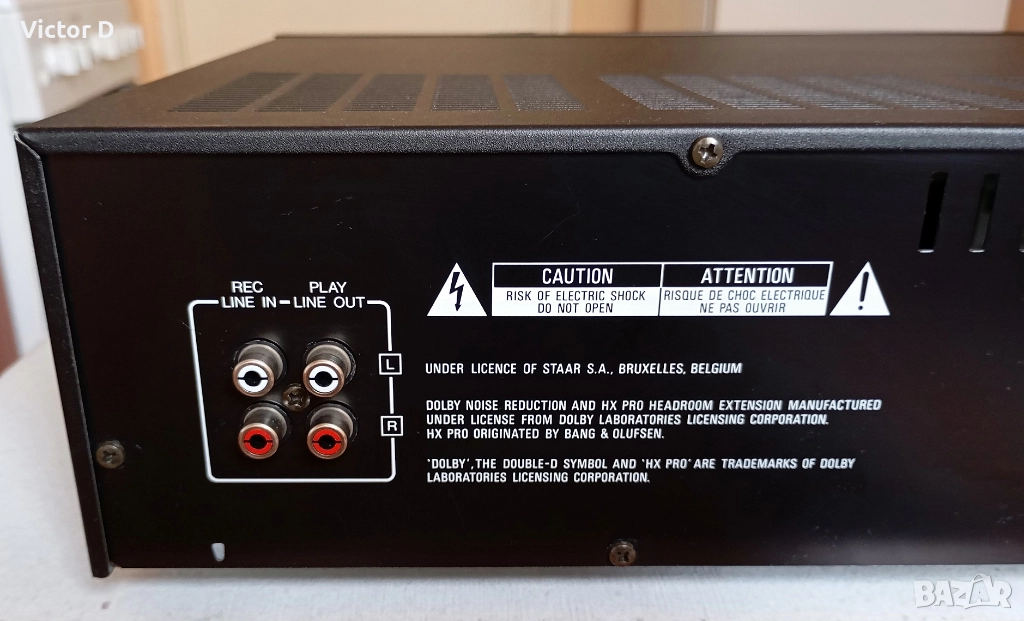 Victor D
CAUTION
RISK OF ELECTRIC SHOCK
DO NOT OPEN
ATTENTION
RISQUE DE CHOC ELECTRIQUE
NE PAS OUVRIR
REC
LINE IN
PLAY
LINE OUT
L
R
UNDER LICENCE OF STAAR S.A., BRUXELLES, BELGIUM
DOLBY NOISE REDUCTION AND HX PRO HEADROOM EXTENSION MANUFACTURED
UNDER LICENSE FROM DOLBY LABORATORIES LICENSING CORPORATION.
HX PRO ORIGINATED BY BANG & OLUFSEN.
'DOLBY', THE DOUBLE-D SYMBOL AND 'HX PRO' ARE TRADEMARKS OF DOLBY
LABORATORIES LICENSING CORPORATION.
BAZAR